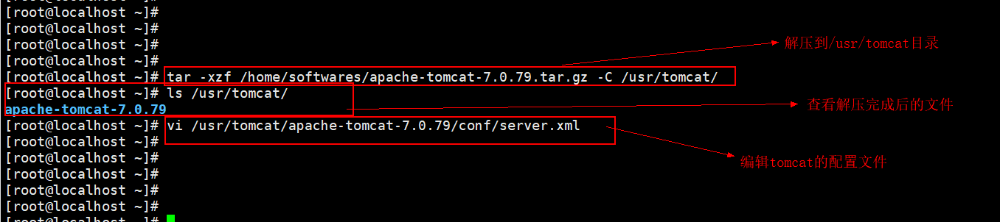 [root@localhost ~]#
[root@localhost ~]#
[root@localhost ~]#
[root@localhost ~]#
解压到/usr/tomcat目录
[root@localhost ~]# tar -xzf /home/softwares/apache-tomcat-7.0.79.tar.gz -C /usr/tomcat/
[root@localhost ~]# ls /usr/tomcat/
apache-tomcat-7.0.79
查看解压完成后的文件
[root@localhost ~]# vi /usr/tomcat/apache-tomcat-7.0.79/conf/server.xml
[root@localhost ~]#
编辑tomcat的配置文件
[root@localhost ~]#
[root@localhost ~]#
[root@localhost ~]#
[root@localhost ~]#
[root@localhost ~]#